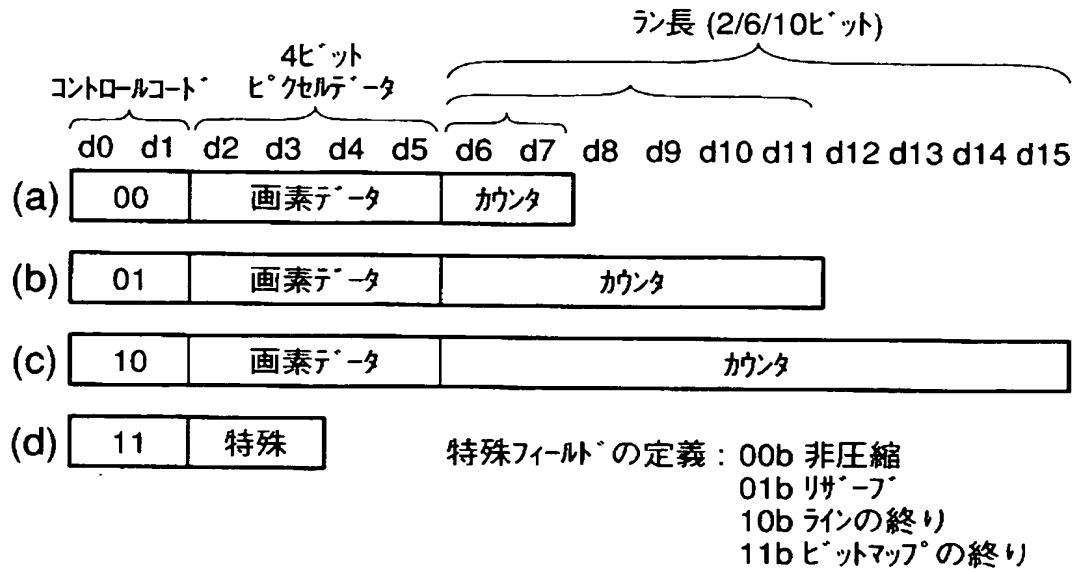 ラン長 (2/6/10ビット)
4ビット
コントロールコード ピクセルデータ
d0 d1 d2 d3 d4 d5 d6 d7 d8 d9 d10 d11 d12 d13 d14 d15
(a) 00 画素データ カウンタ
(b) 01 画素データ カウンタ
(c) 10 画素データ カウンタ
(d) 11 特殊
特殊フィールドの定義 : 00b 非圧縮
01b リザーブ
10b ラインの終り
11b ビットマップの終り